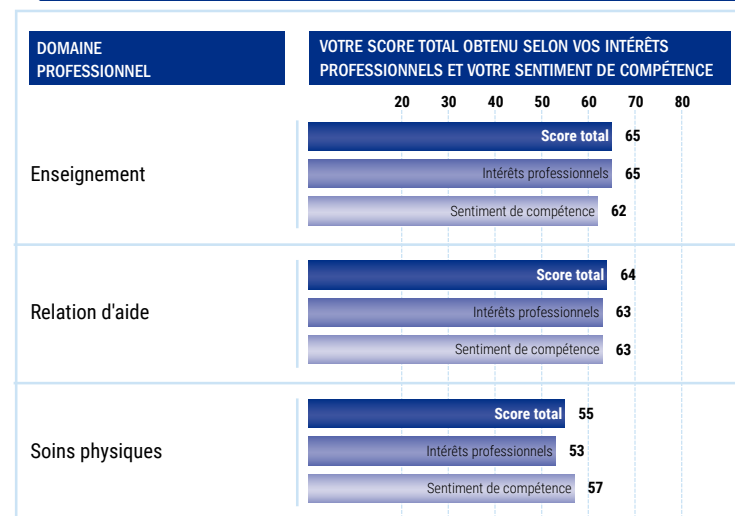 DOMAINE
PROFESSIONNEL
VOTRE SCORE TOTAL OBTENU SELON VOS INTÉRÊTS
PROFESSIONNELS ET VOTRE SENTIMENT DE COMPÉTENCE
20 30 40 50 60 70 80
Enseignement
Score total 65
Intérêts professionnels 65
Sentiment de compétence 62
Relation d'aide
Score total 64
Intérêts professionnels 63
Sentiment de compétence 63
Soins physiques
Score total 55
Intérêts professionnels 53
Sentiment de compétence 57